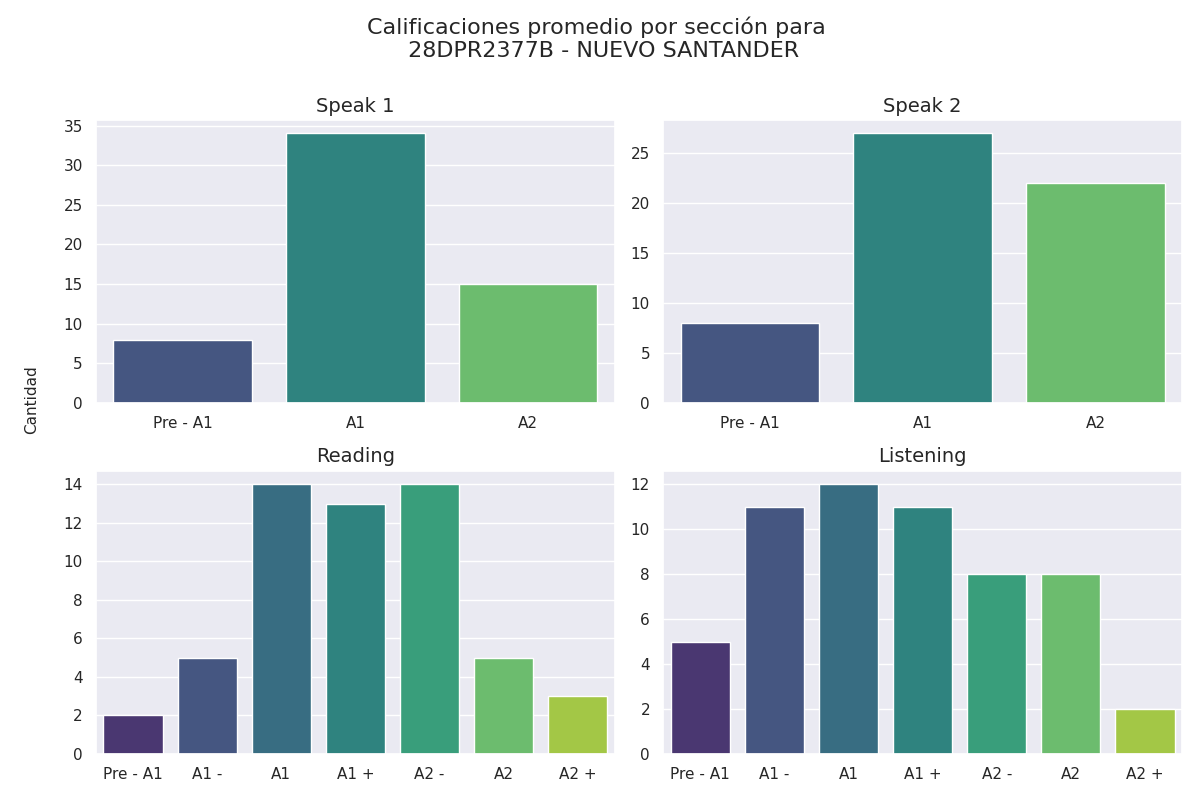 Calificaciones promedio por sección para
28DPR2377B - NUEVO SANTANDER
Cantidad
Speak 1
35
30
25
20
15
10
5
0
Pre - A1 A1 A2
Speak 2
25
20
15
10
5
0
Pre - A1 A1 A2
Reading
14
12
10
8
6
4
2
0
Pre - A1 A1 - A1 A1 + A2 - A2 A2 +
Listening
12
10
8
6
4
2
0
Pre - A1 A1 - A1 A1 + A2 - A2 A2 +